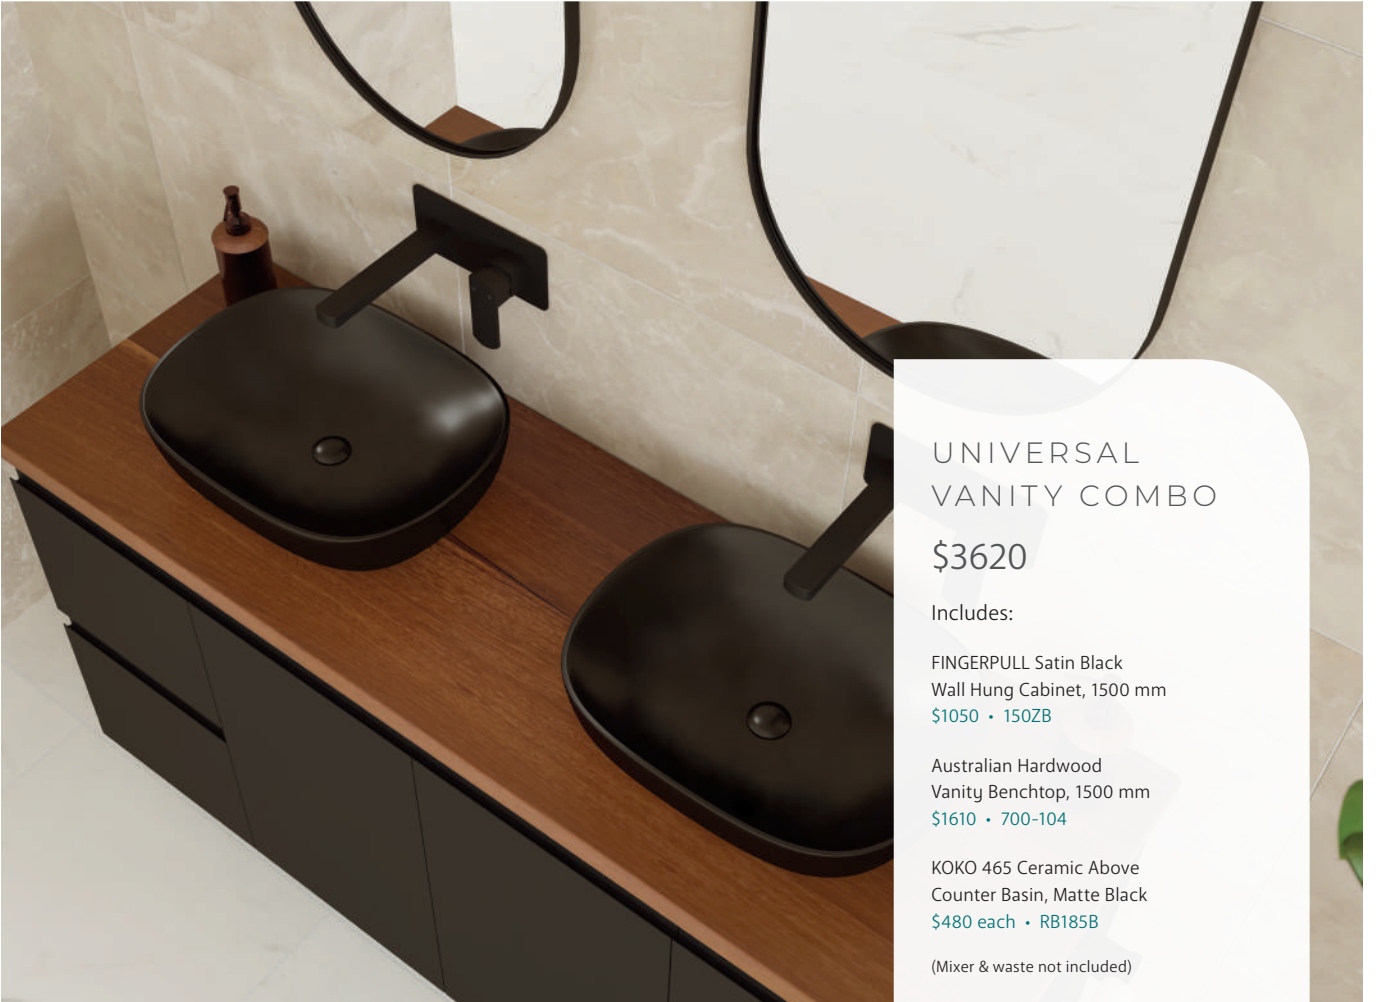 UNIVERSAL
VANITY COMBO
$3620
Includes:
FINGERPULL Satin Black
Wall Hung Cabinet, 1500 mm
$1050 • 150ZB
Australian Hardwood
Vanity Benchtop, 1500 mm
$1610 • 700-104
KOKO 465 Ceramic Above
Counter Basin, Matte Black
$480 each • RB185B
(Mixer & waste not included)